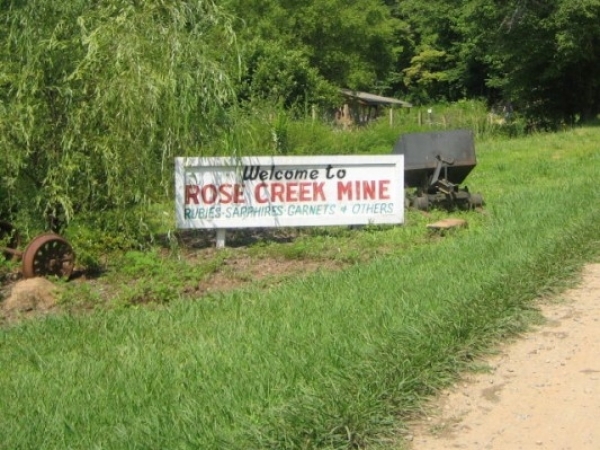 Welcome to
ROSE CREEK MINE
RUBIES-SAPPHIRES-GARNETS & OTHERS